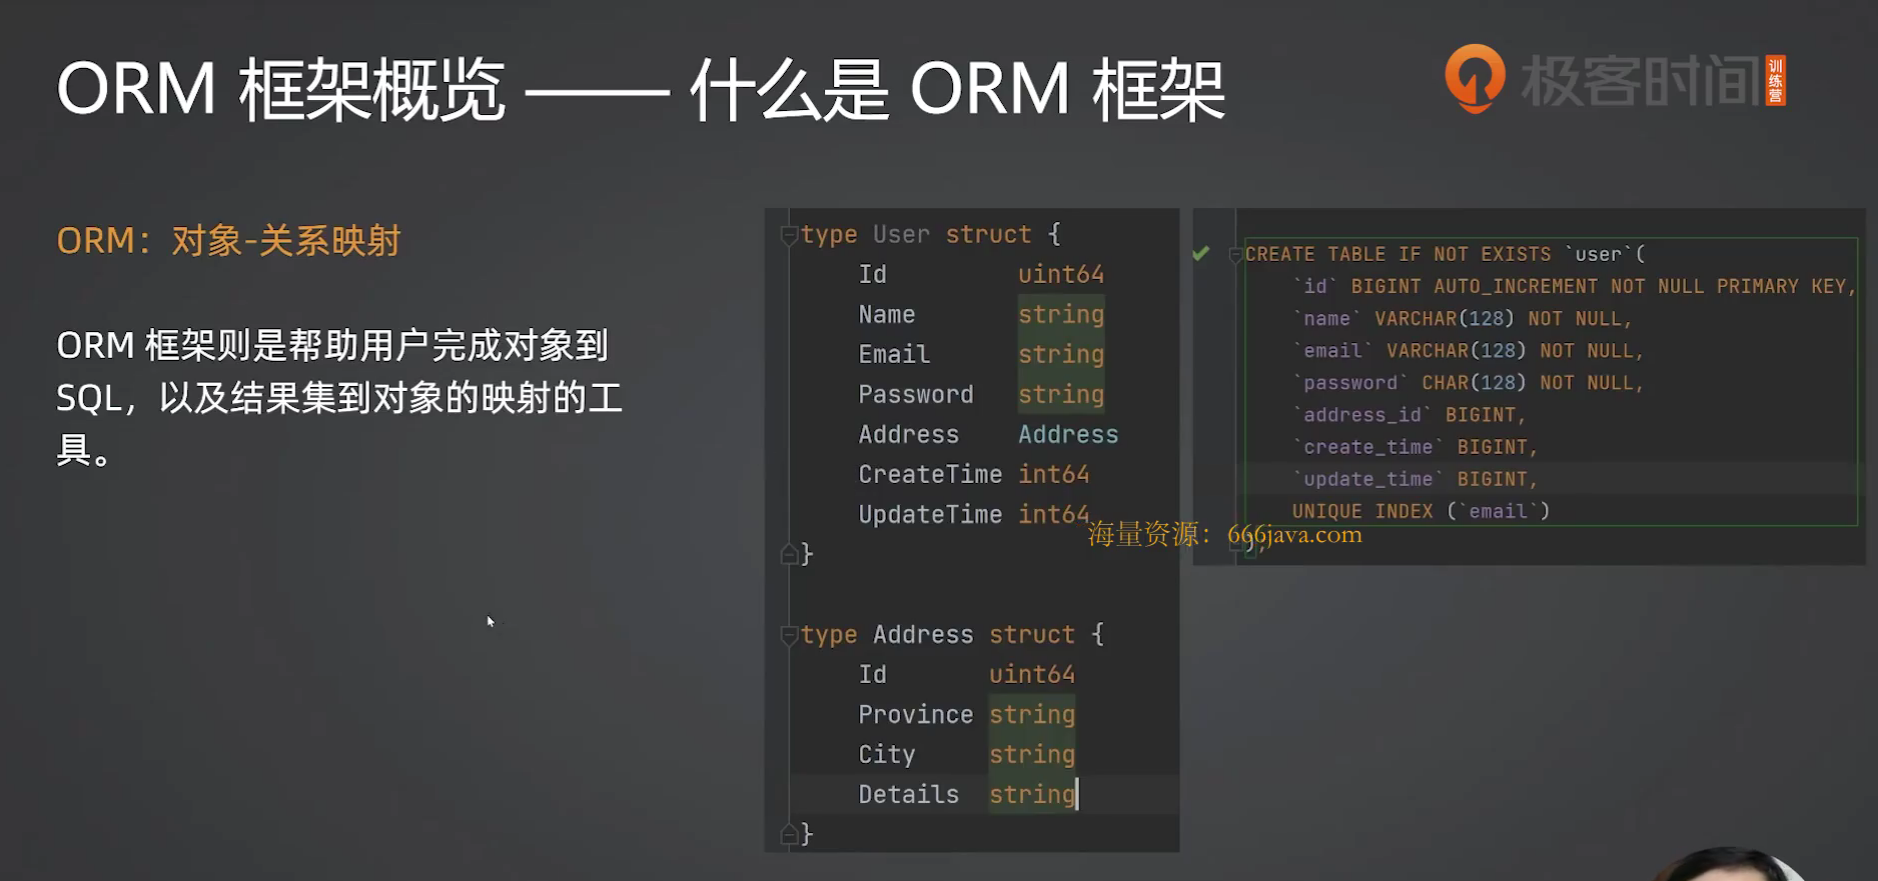 ORM 框架概览 —— 什么是 ORM 框架
极客时间
训练营
ORM：对象-关系映射
ORM 框架则是帮助用户完成对象到
SQL，以及结果集到对象的映射的工
具。
type User struct {
Id uint64
Name string
Email string
Password string
Address Address
CreateTime int64
UpdateTime int64
}
type Address struct {
Id uint64
Province string
City string
Details string
}
CREATE TABLE IF NOT EXISTS `user`(
`id` BIGINT AUTO_INCREMENT NOT NULL PRIMARY KEY,
`name` VARCHAR(128) NOT NULL,
`email` VARCHAR(128) NOT NULL,
`password` CHAR(128) NOT NULL,
`address_id` BIGINT,
`create_time` BIGINT,
`update_time` BIGINT,
UNIQUE INDEX (`email`)
);
海量资源：666java.com